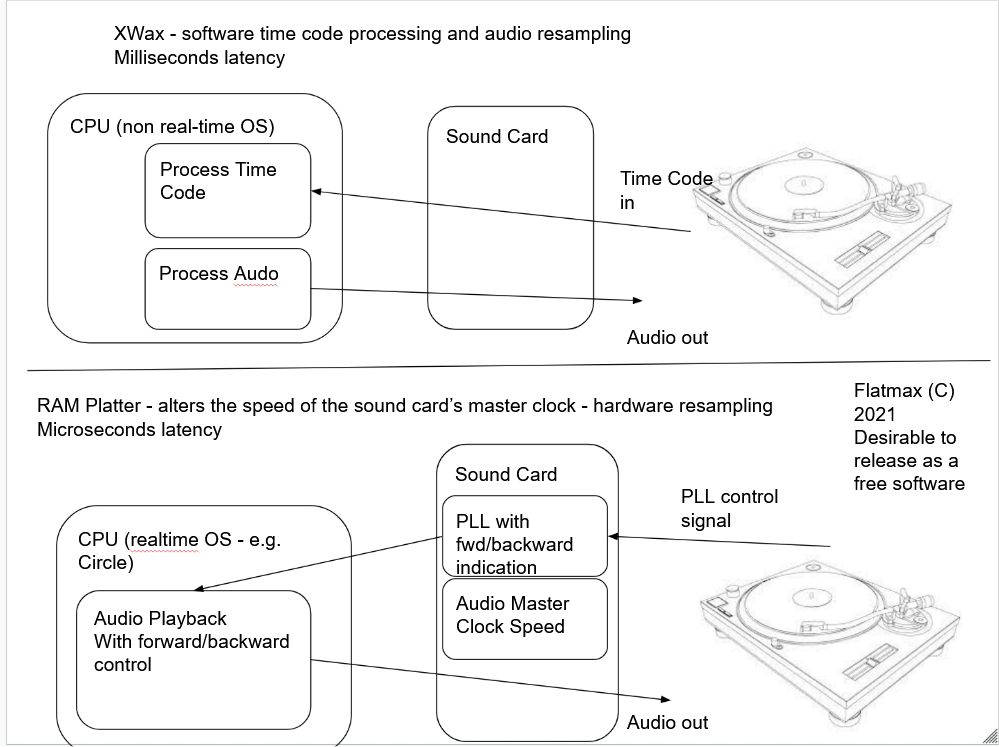 XWax - software time code processing and audio resampling
Milliseconds latency
CPU (non real-time OS)
Process Time
Code
Process Audo
Sound Card
Time Code
in
Audio out
RAM Platter - alters the speed of the sound card's master clock - hardware resampling
Microseconds latency
Flatmax (C)
2021
Desirable to
release as a
free software
CPU (realtime OS - e.g.
Circle)
Audio Playback
With forward/backward
control
Sound Card
PLL with
fwd/backward
indication
Audio Master
Clock Speed
PLL control
signal
Audio out